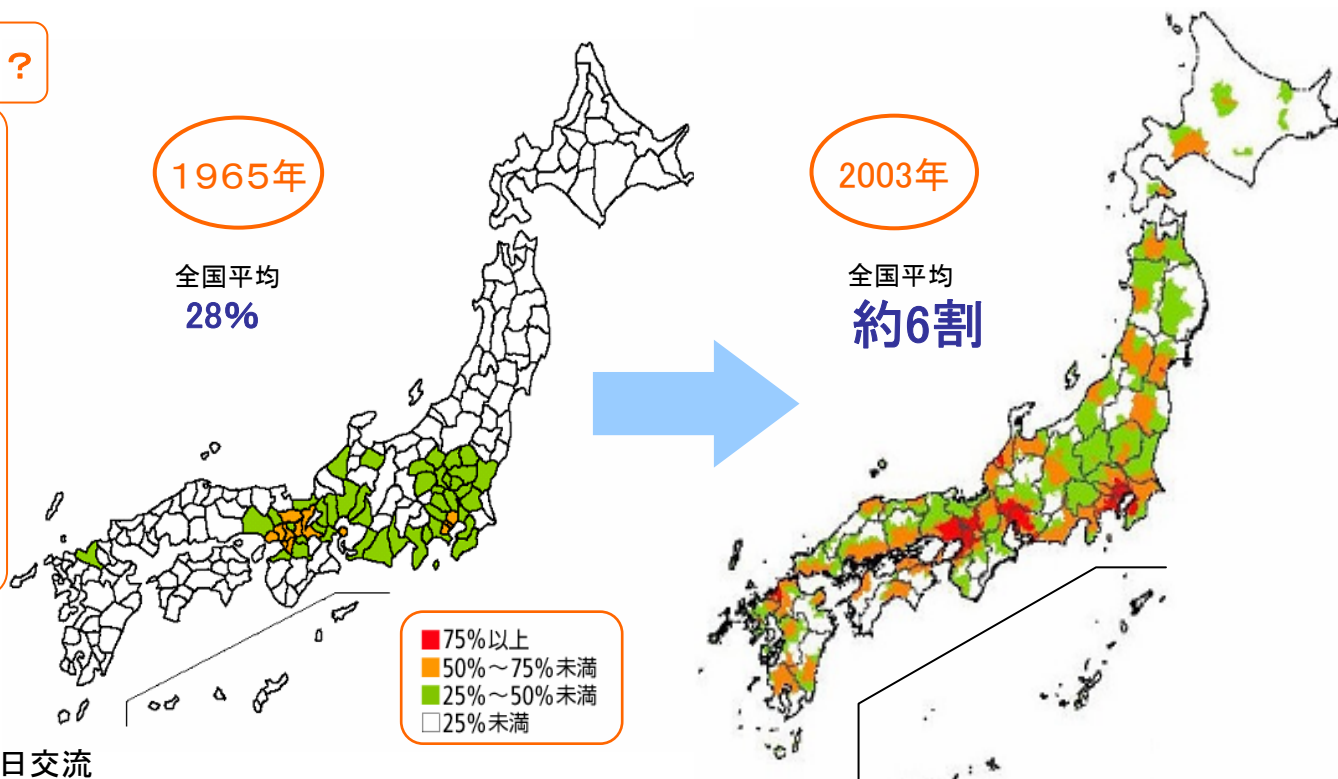 ？
1965年
全国平均
28%
2003年
全国平均
約6割
75%以上
50%～75%未満
25%～50%未満
25%未満
日交流